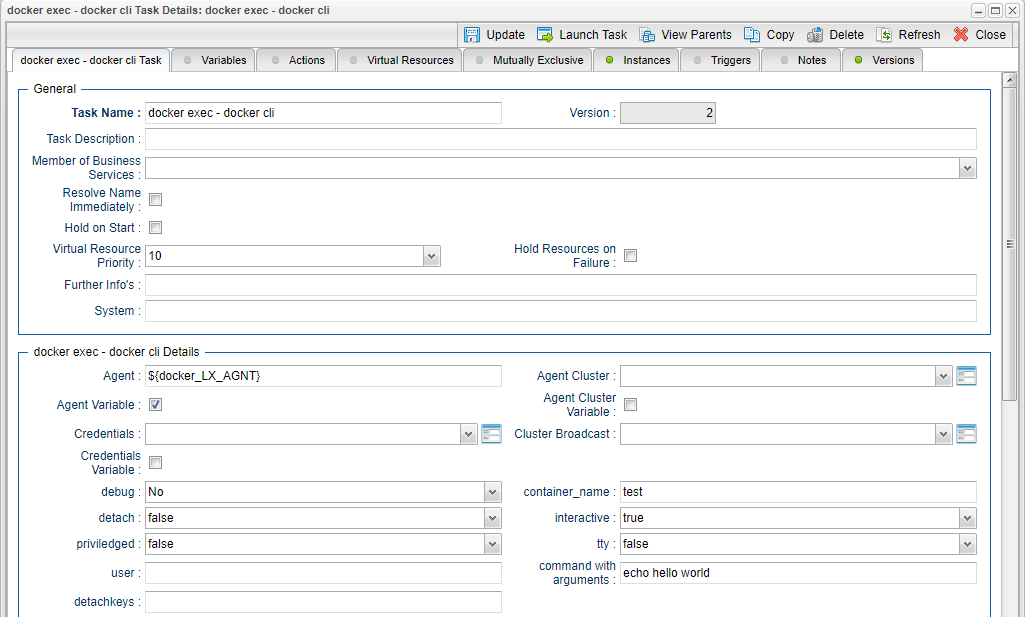 docker exec - docker cli Task Details: docker exec - docker cli
Update Launch Task View Parents Copy Delete Refresh Close
docker exec - docker cli Task Variables Actions Virtual Resources Mutually Exclusive Instances Triggers Notes Versions
General
Task Name : docker exec - docker cli Version : 2
Task Description :
Member of Business
Services :
Resolve Name
Immediately :
Hold on Start :
Virtual Resource
Priority : 10
Hold Resources on
Failure :
Further Info's :
System :
docker exec - docker cli Details
Agent : ${docker_LX_AGNT} Agent Cluster :
Agent Variable :
Agent Cluster
Variable :
Credentials : Cluster Broadcast :
Credentials
Variable :
debug : No container_name : test
detach : false interactive : true
priviledged : false tty : false
user :
command with
arguments : echo hello world
detachkeys :